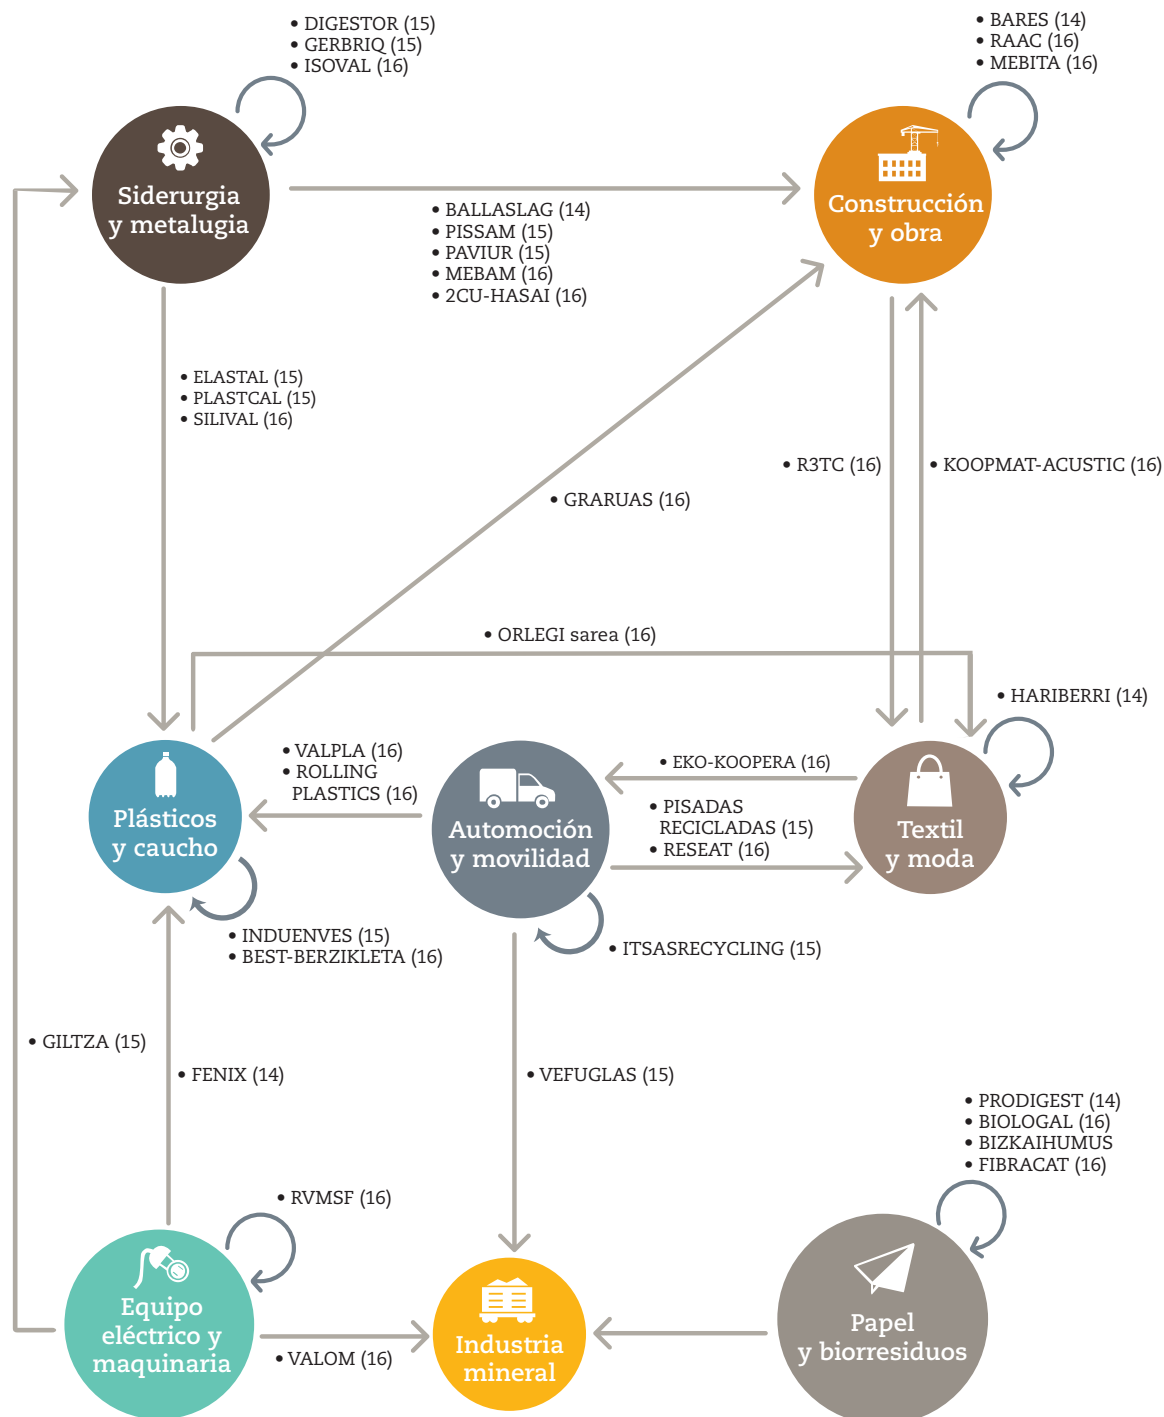 • DIGESTOR (15)
• GERBRIQ (15)
• ISOVAL (16)
• BARES (14)
• RAAC (16)
• MEBITA (16)
Siderurgia
y metalugia
Construcción
y obra
• BALLASLAG (14)
• PISSAM (15)
• PAVIUR (15)
• MEBAM (16)
• 2CU-HASAI (16)
• ELASTAL (15)
• PLASTCAL (15)
• SILIVAL (16)
• R3TC (16)
• KOOPMAT-ACUSTIC (16)
• GRARUAS (16)
• ORLEGI sarea (16)
• HARIBERRI (14)
• VALPLA (16)
• ROLLING
PLASTICS (16)
• EKO-KOOPERA (16)
• PISADAS
RECICLADAS (15)
• RESEAT (16)
Plásticos
y caucho
Automoción
y movilidad
Textil
y moda
• INDUENVES (15)
• BEST-BERZIKLETA (16)
• ITSASRECYCLING (15)
• GILTZA (15)
• FENIX (14)
• VEFUGLAS (15)
• PRODIGEST (14)
• BIOLOGAL (16)
• BIZKAIHUMUS
• FIBRACAT (16)
• RVMSF (16)
Equipo
eléctrico y
maquinaria
• VALOM (16)
Industria
mineral
Papel
y biorresiduos